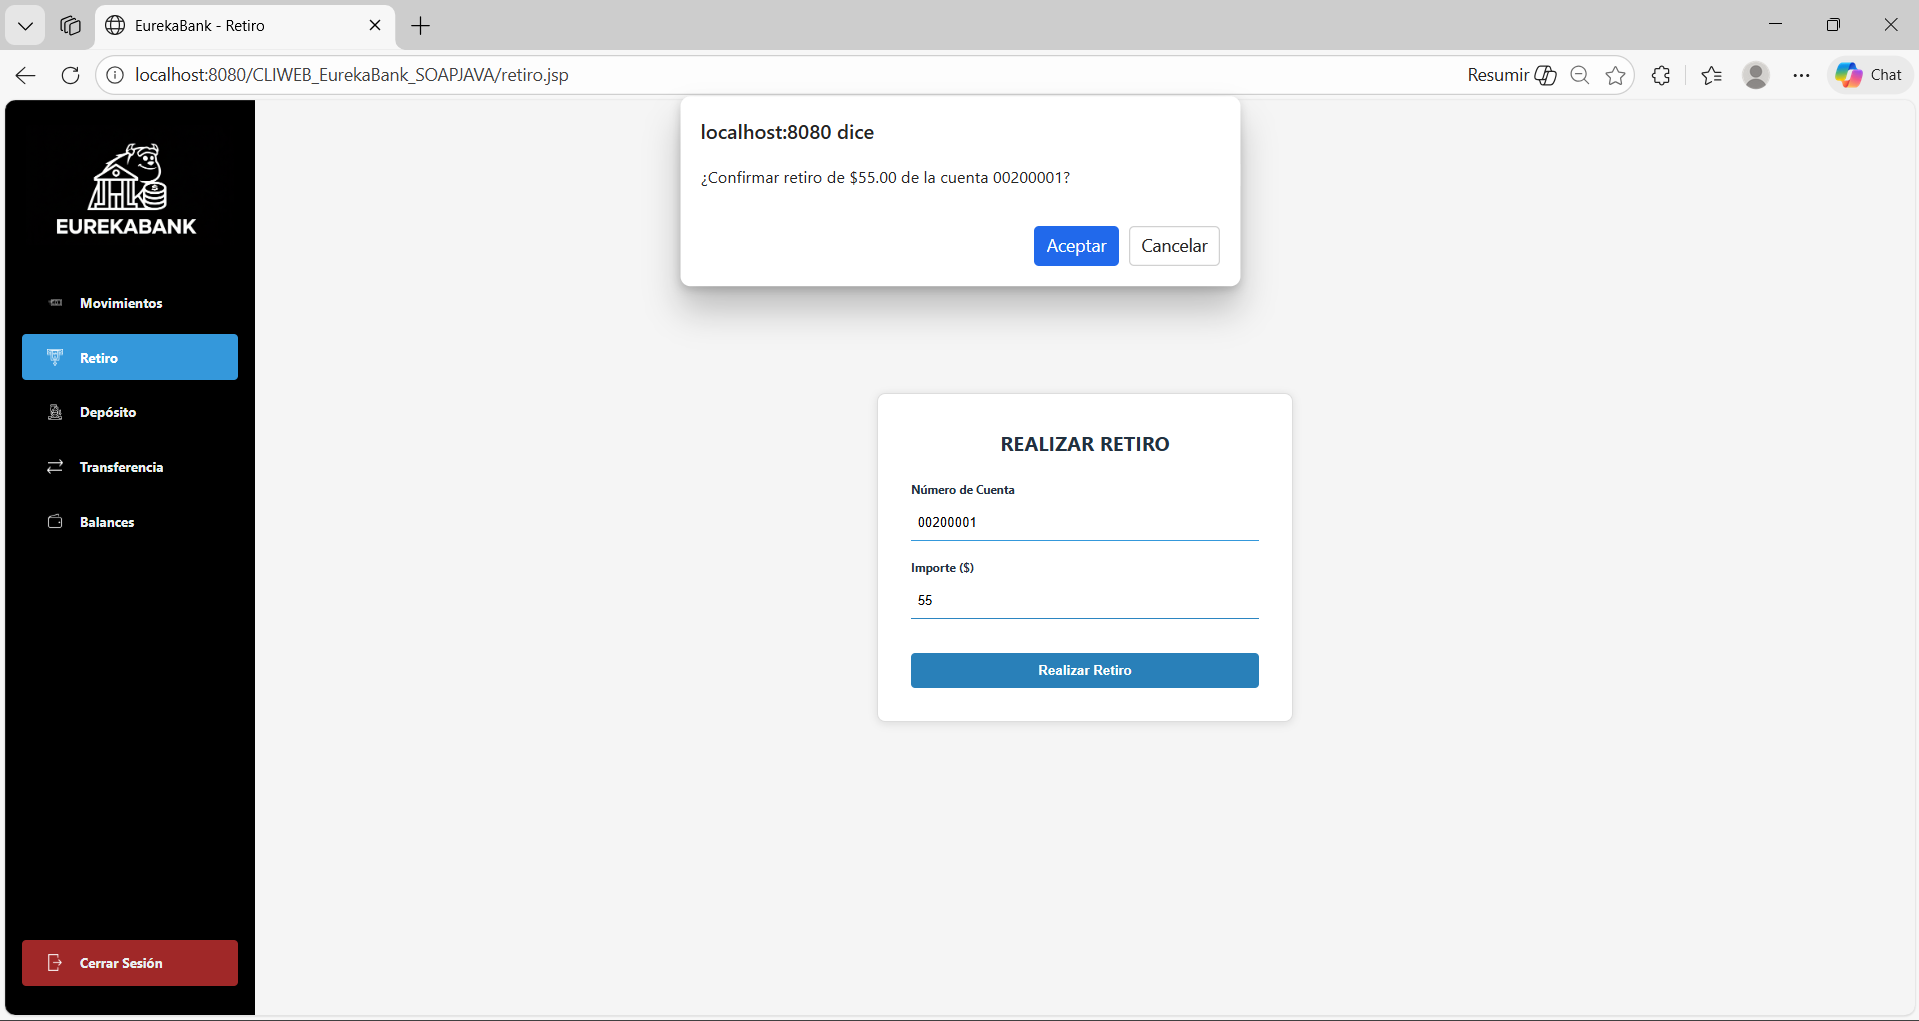 EurekaBank - Retiro
localhost:8080/CLIWEB_EurekaBank_SOAPJAVA/retiro.jsp
Resumir
Chat
localhost:8080 dice
¿Confirmar retiro de $55.00 de la cuenta 00200001?
Aceptar
Cancelar
EUREKABANK
Movimientos
Retiro
Depósito
Transferencia
Balances
Cerrar Sesión
REALIZAR RETIRO
Número de Cuenta
00200001
Importe ($)
55
Realizar Retiro